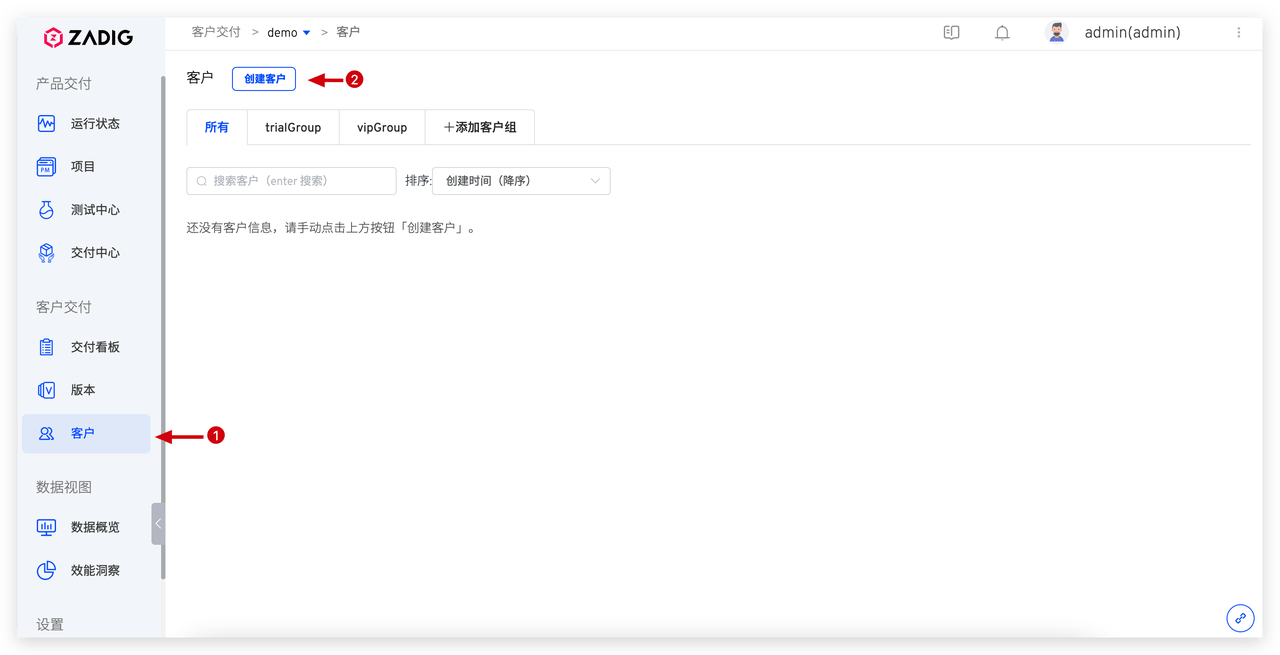 ZADIG
客户交付 > demo > 客户
admin(admin)
产品交付
运行状态
PM
项目
测试中心
交付中心
客户交付
交付看板
V
版本
客户
1
数据视图
数据概览
效能洞察
设置
客户
创建客户
2
所有
trialGroup
vipGroup
+添加客户组
搜索客户（enter 搜索）
排序:
创建时间（降序）
还没有客户信息，请手动点击上方按钮「创建客户」。